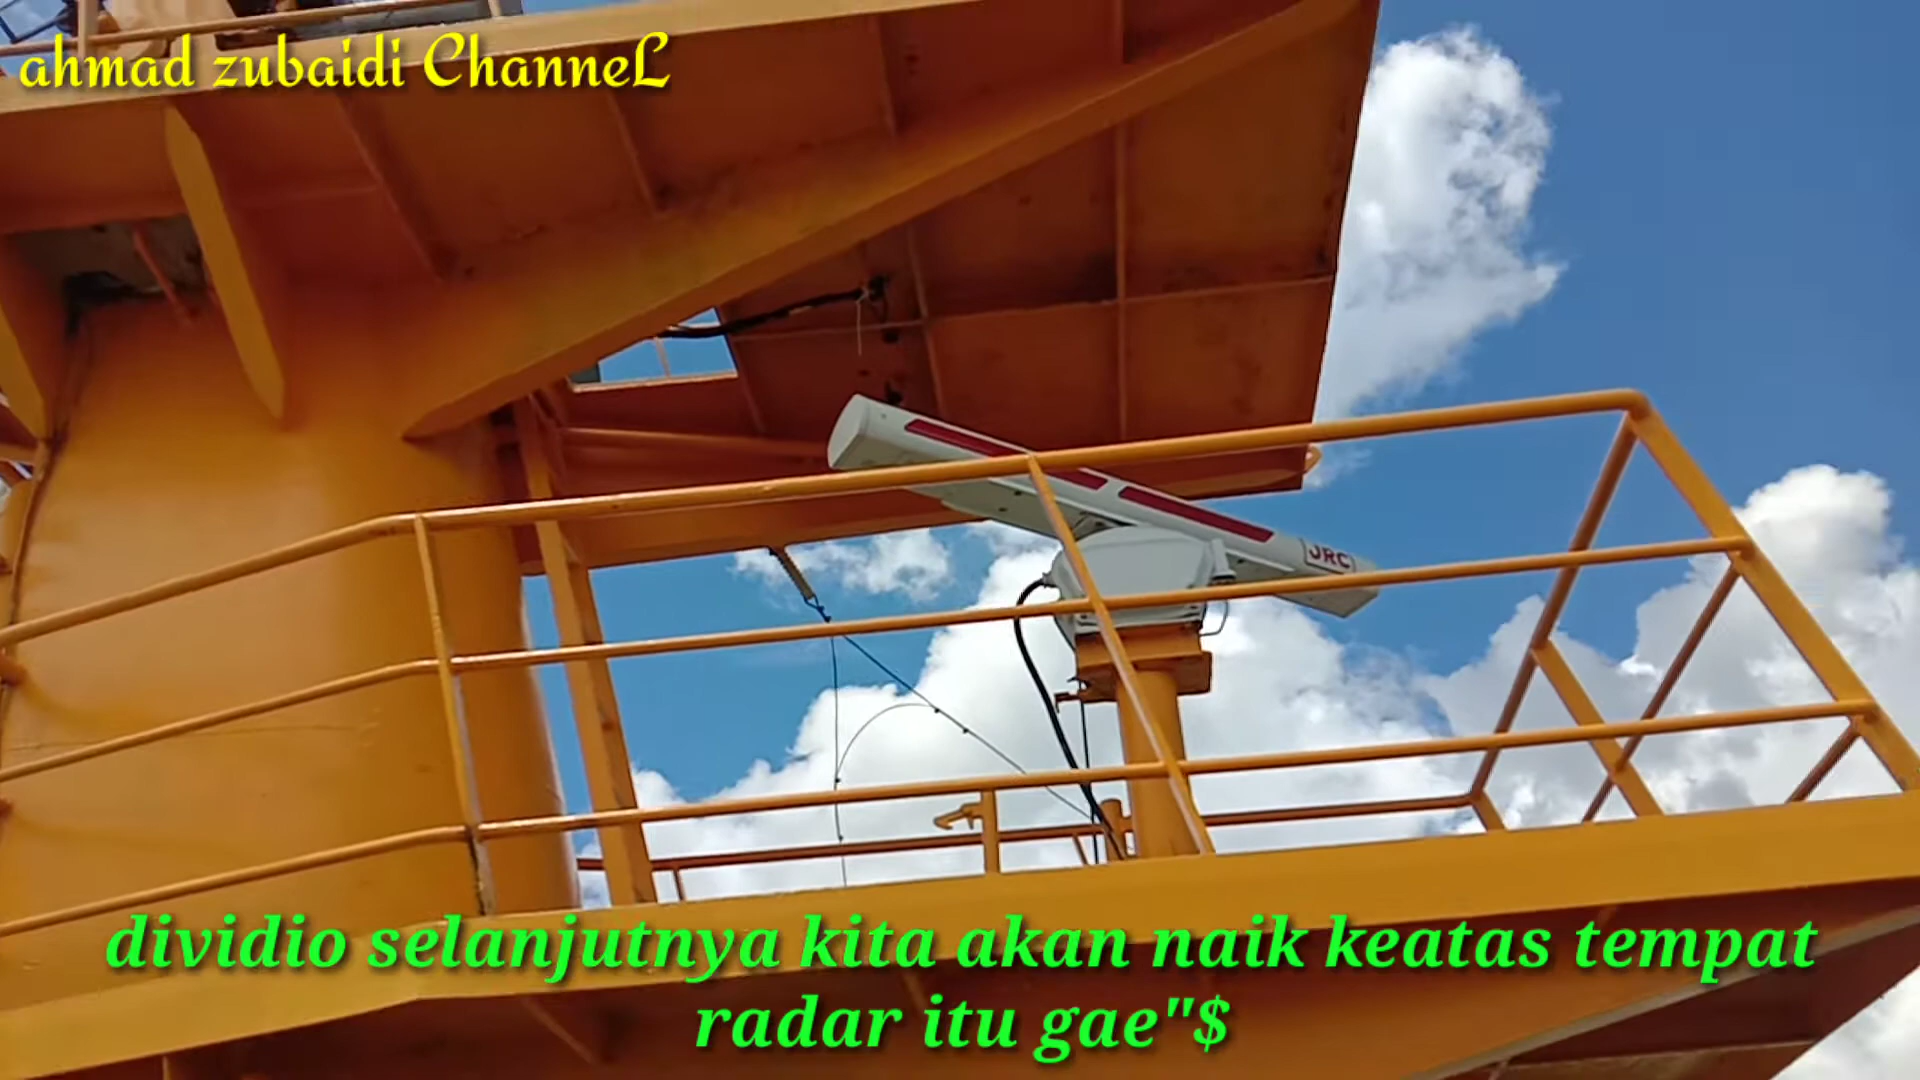 ahmad zubaidi ChanneL
JRC
dividio selanjutnya kita akan naik keatas tempat
radar itu gae"$